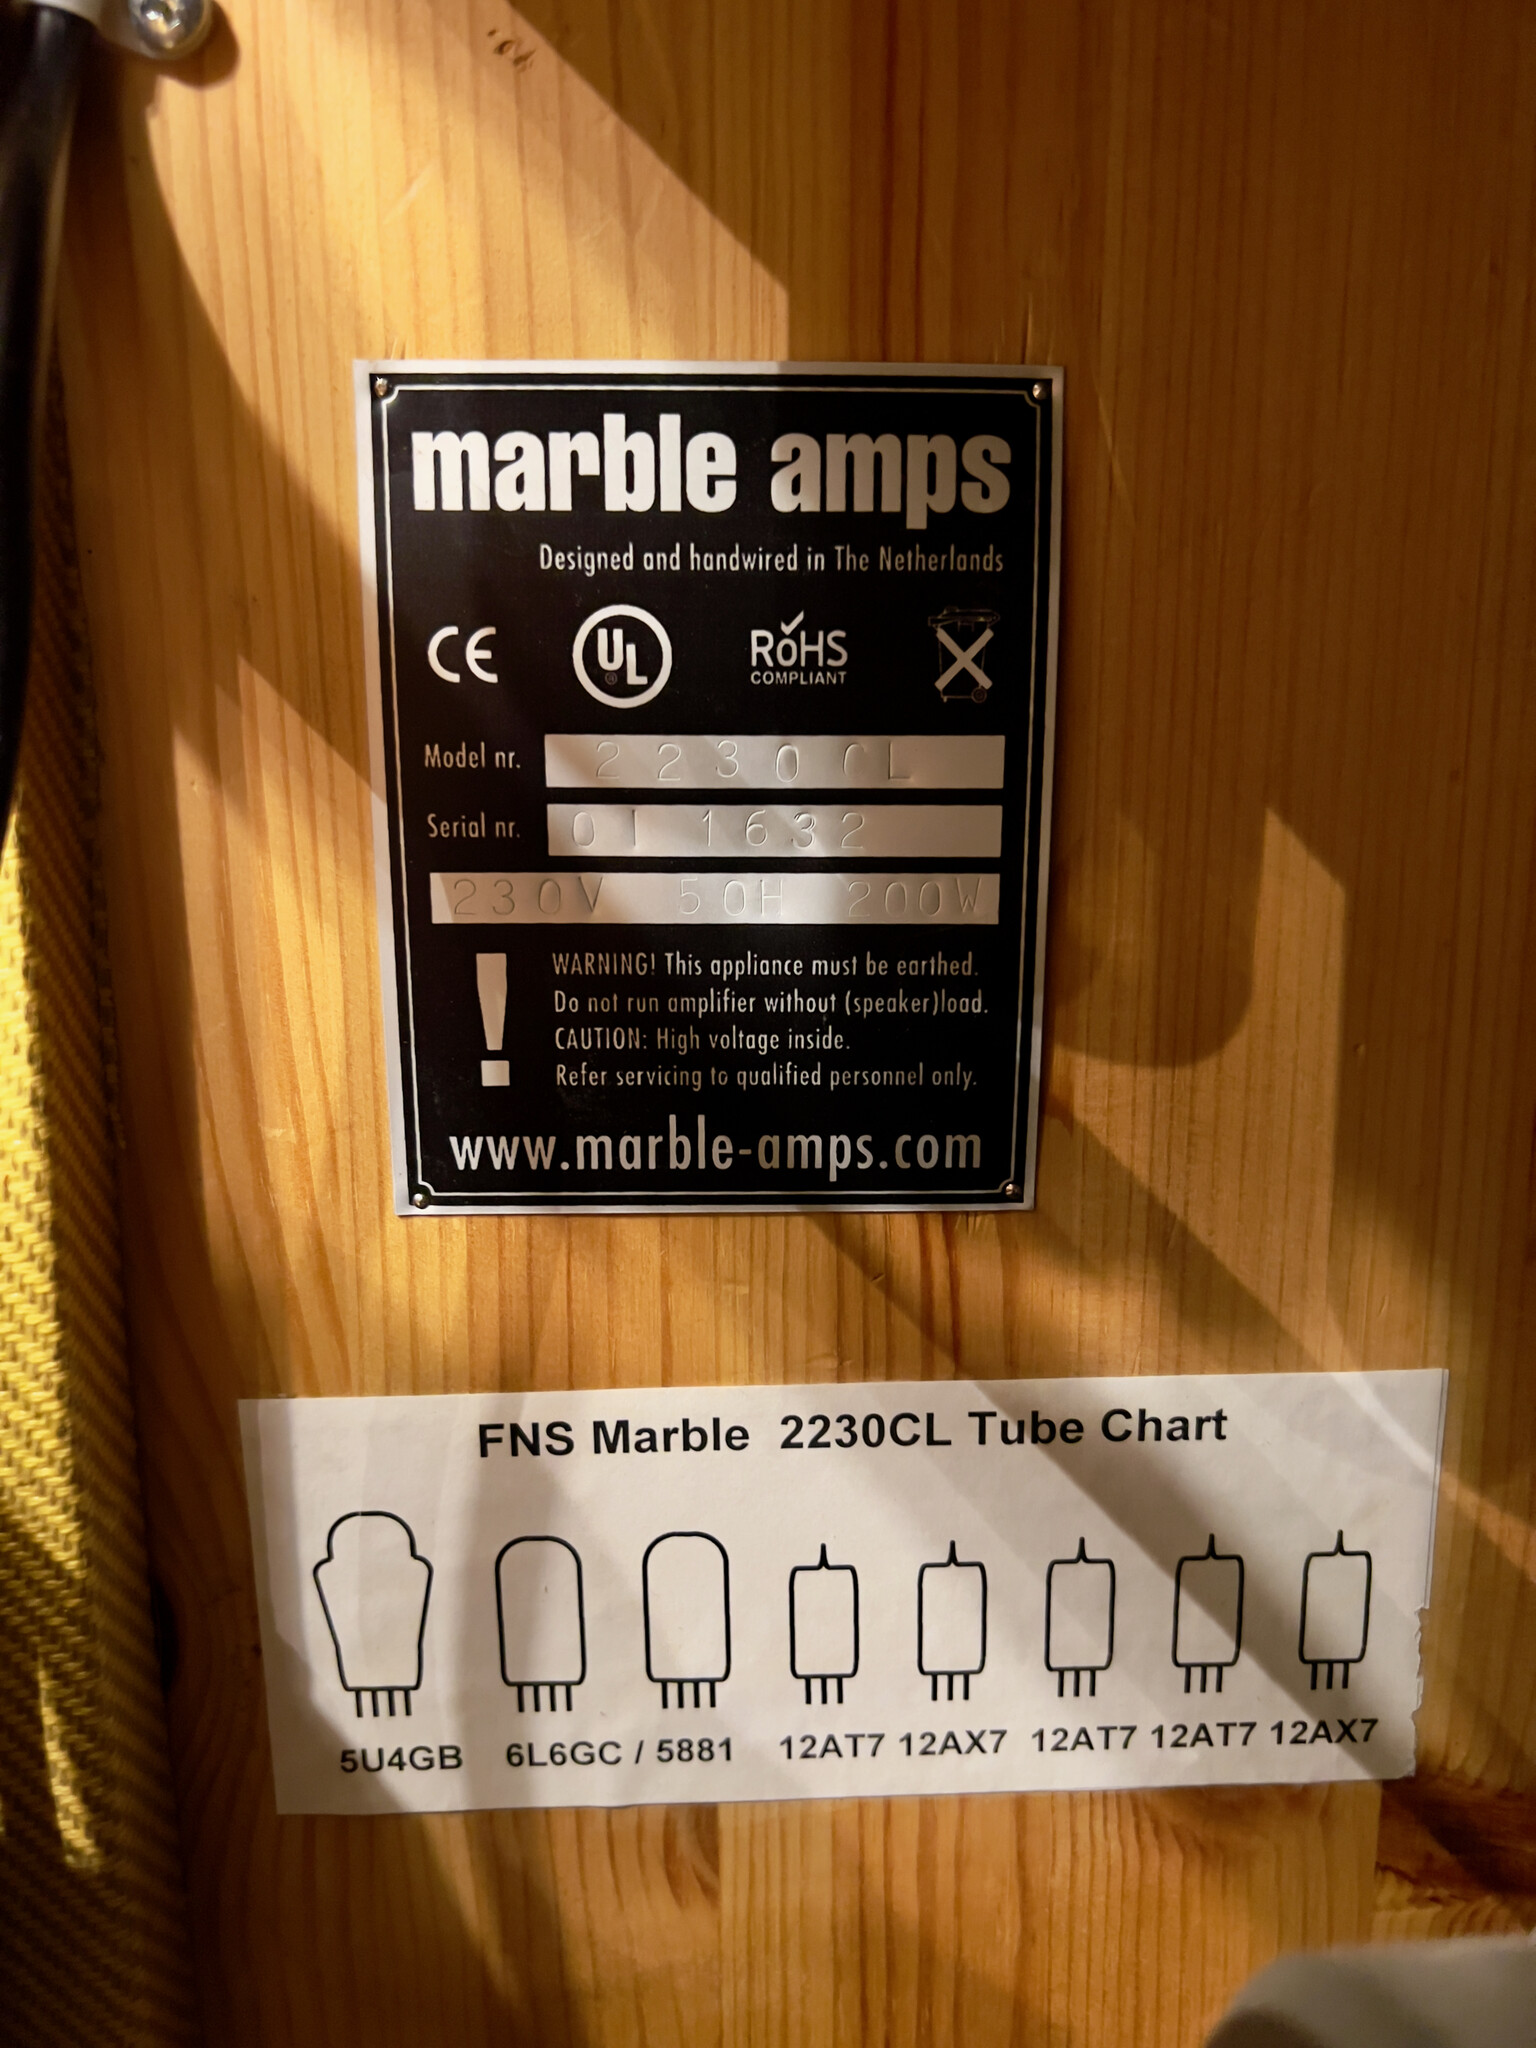 marble amps
Designed and handwired in The Netherlands
CE UL ® RoHS
COMPLIANT
Model nr. 2230 CL
Serial nr. 01 1632
230V 50H 200W
! WARNING! This appliance must be earthed.
Do not run amplifier without (speaker)load.
CAUTION: High voltage inside.
Refer servicing to qualified personnel only.
www.marble-amps.com
FNS Marble 2230CL Tube Chart
5U4GB 6L6GC / 5881 12AT7 12AX7 12AT7 12AT7 12AX7